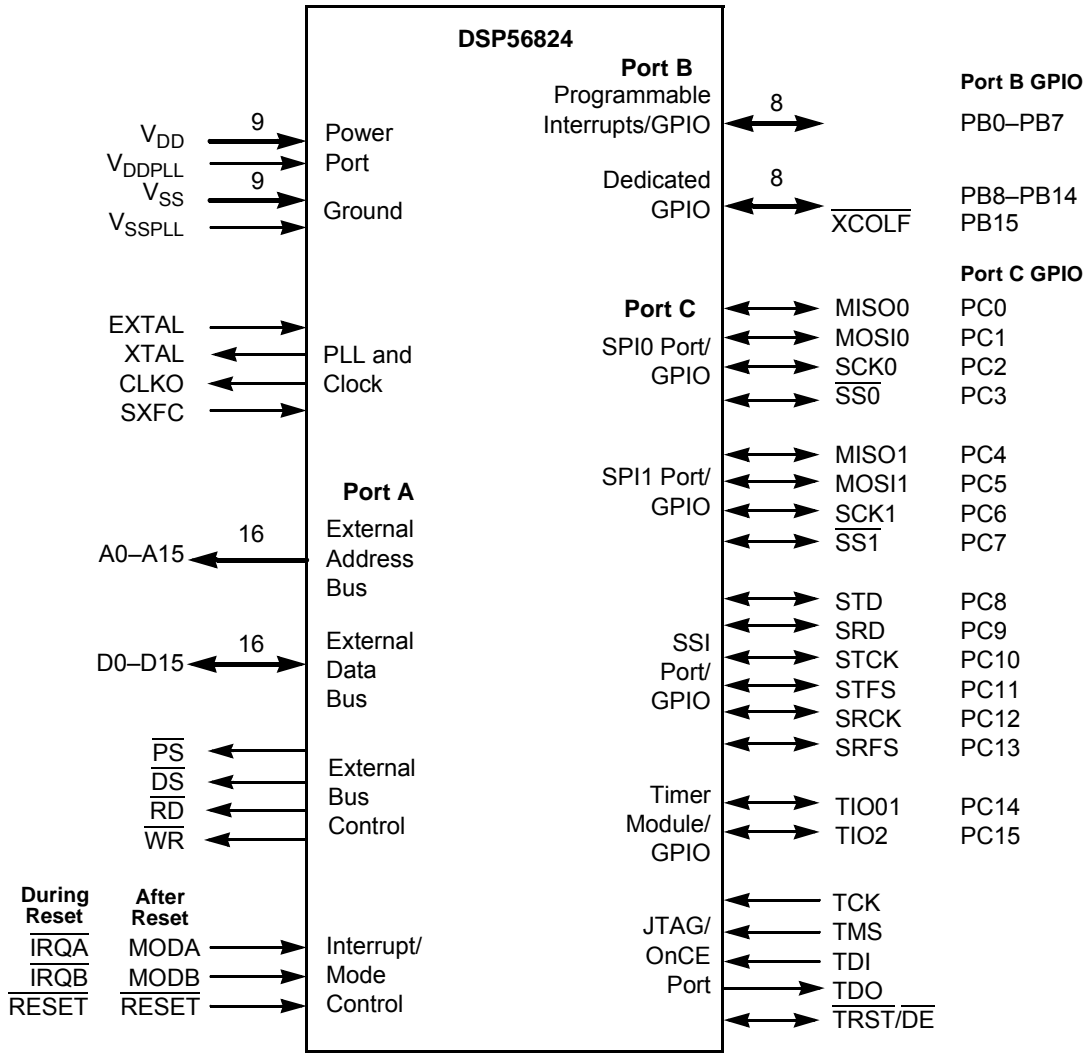 DSP56824
Port B
Programmable
Interrupts/GPIO
8
Port B GPIO
PB0–PB7
Dedicated
GPIO
8
XCOLF
PB8–PB14
PB15
VDD
9
VDDPLL
Power
Port
VSS
9
VSSPLL
Ground
EXTAL
XTAL
CLKO
SXFC
PLL and
Clock
Port A
A0–A15
16
External
Address
Bus
D0–D15
16
External
Data
Bus
PS
DS
RD
WR
External
Bus
Control
During
Reset
After
Reset
IRQA MODA
IRQB MODB
RESET RESET
Interrupt/
Mode
Control
Port C GPIO
Port C
SPI0 Port/
GPIO
MISO0 PC0
MOSI0 PC1
SCK0 PC2
SS0 PC3
SPI1 Port/
GPIO
MISO1 PC4
MOSI1 PC5
SCK1 PC6
SS1 PC7
SSI
Port/
GPIO
STD PC8
SRD PC9
STCK PC10
STFS PC11
SRCK PC12
SRFS PC13
Timer
Module/
GPIO
TIO01 PC14
TIO2 PC15
JTAG/
OnCE
Port
TCK
TMS
TDI
TDO
TRST/DE